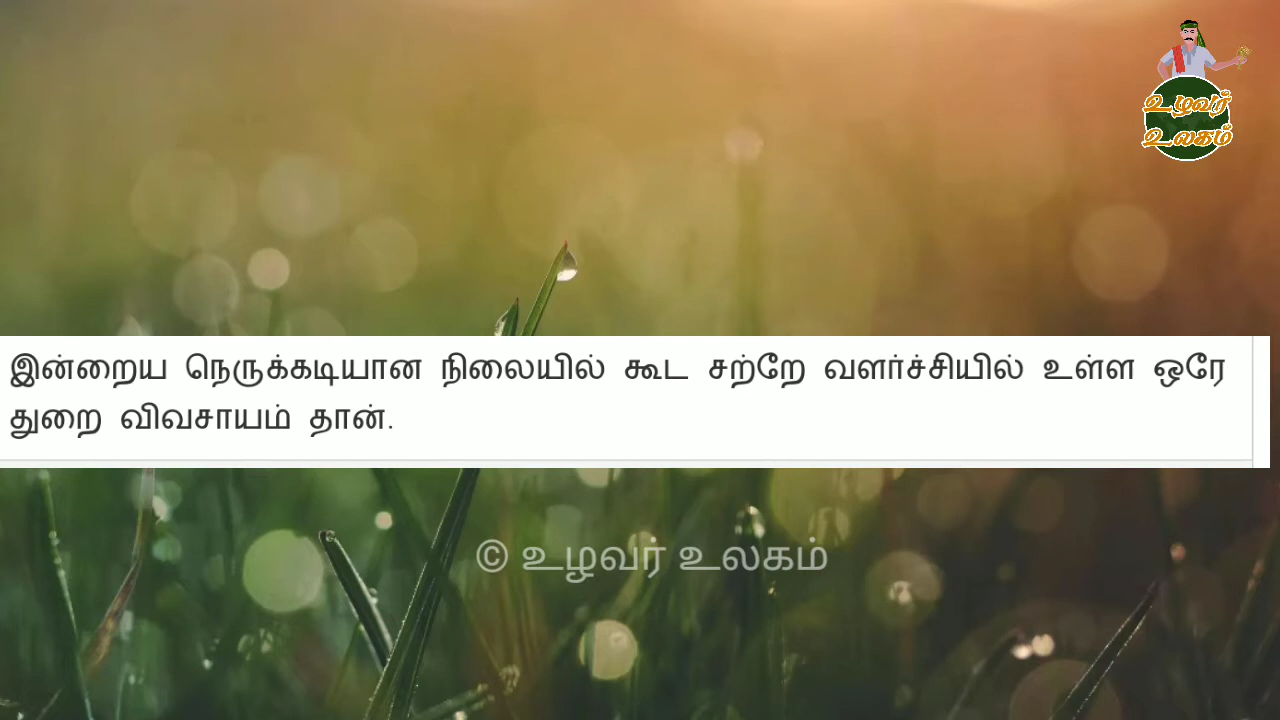 உழவர்
உலகம்
இன்றைய நெருக்கடியான நிலையில் கூட சற்றே வளர்ச்சியில் உள்ள ஒரே
துறை விவசாயம் தான்.
© உழவர் உலகம்